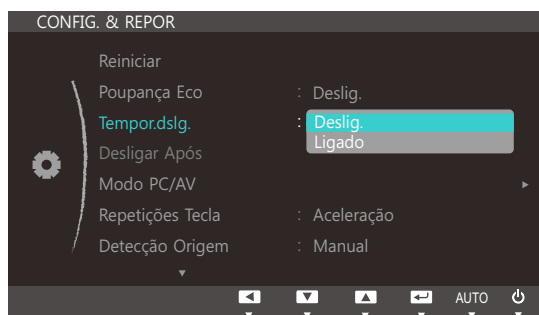 CONFIG. & REPOR
Reiniciar
Poupança Eco : Deslig.
Tempor.dslg. : Deslig.
Ligado
Desligar Após
Modo PC/AV
Repetições Tecla : Aceleração
Detecção Origem : Manual
AUTO